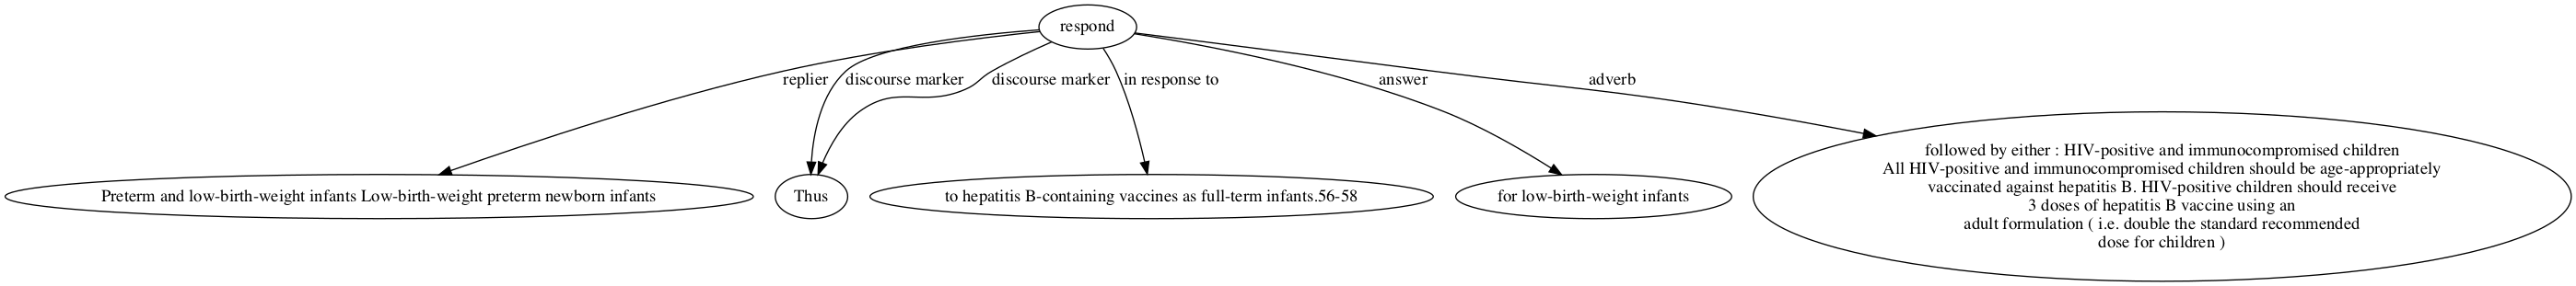 respond
replier
discourse marker
discourse marker
in response to
answer
adverb
Preterm and low-birth-weight infants Low-birth-weight preterm newborn infants
Thus
to hepatitis B-containing vaccines as full-term infants.56-58
for low-birth-weight infants
followed by either : HIV-positive and immunocompromised children
All HIV-positive and immunocompromised children should be age-appropriately
vaccinated against hepatitis B. HIV-positive children should receive
3 doses of hepatitis B vaccine using an
adult formulation ( i.e. double the standard recommended
dose for children )